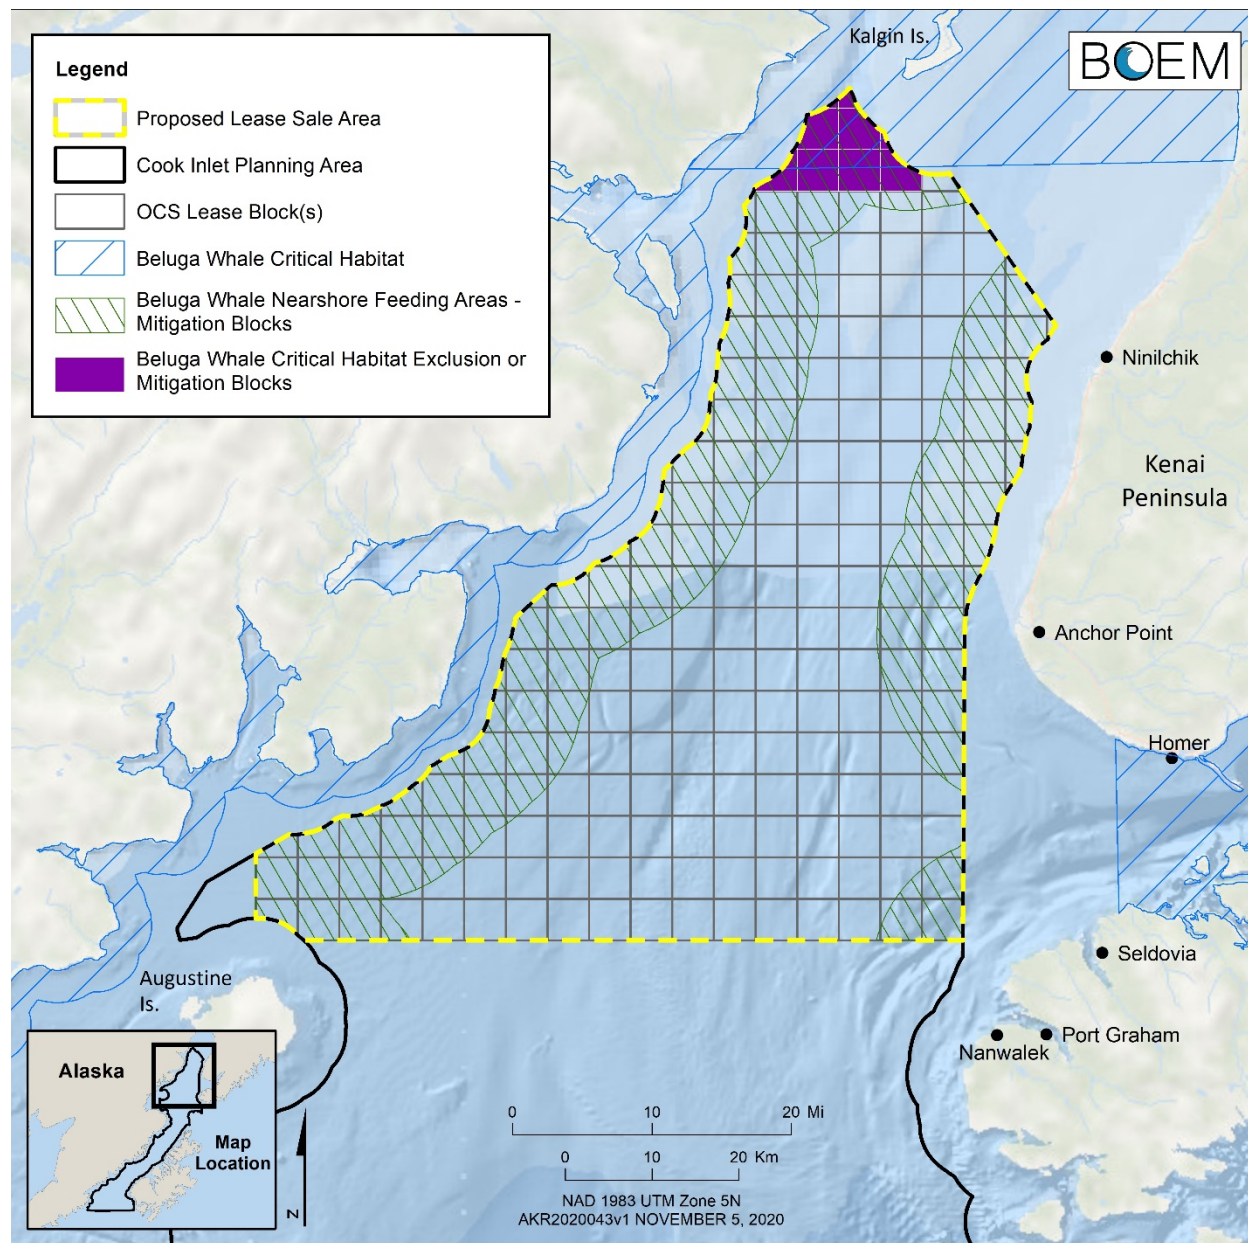 Legend
Proposed Lease Sale Area
Cook Inlet Planning Area
OCS Lease Block(s)
Beluga Whale Critical Habitat
Beluga Whale Nearshore Feeding Areas -
Mitigation Blocks
Beluga Whale Critical Habitat Exclusion or
Mitigation Blocks
Kalgin Is.
BOEM
Ninilchik
Kenai
Peninsula
Anchor Point
Homer
Seldovia
Port Graham
Nanwalek
Augustine
Is.
Alaska
Map
Location
N
0 10 20 Mi
0 10 20 Km
NAD 1983 UTM Zone 5N
AKR2020043v1 NOVEMBER 5, 2020